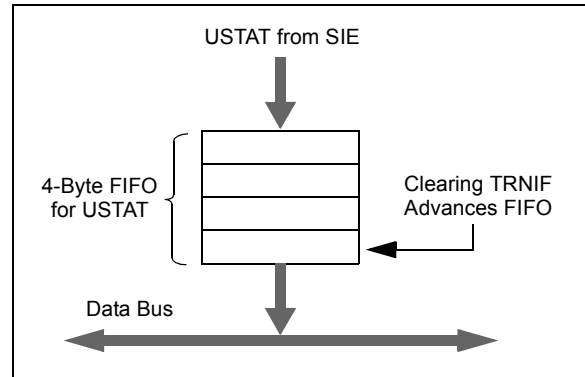 USTAT from SIE
4-Byte FIFO
for USTAT
Clearing TRNIF
Advances FIFO
Data Bus